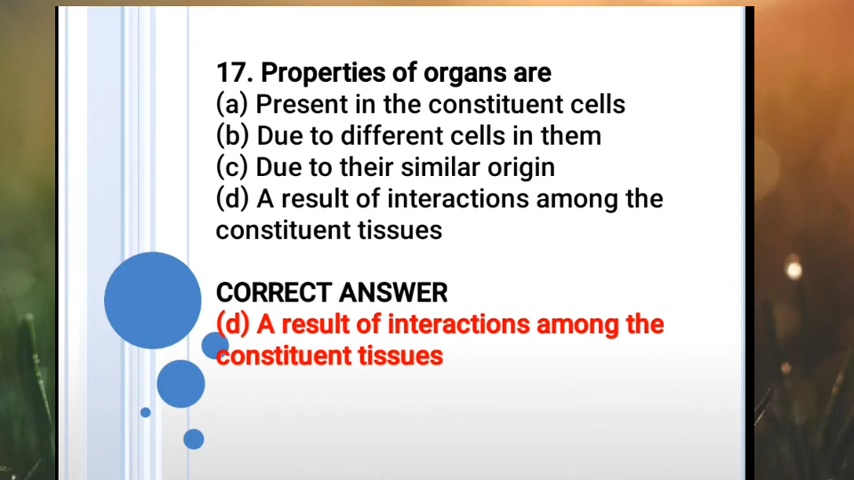 17. Properties of organs are
(a) Present in the constituent cells
(b) Due to different cells in them
(c) Due to their similar origin
(d) A result of interactions among the
constituent tissues
CORRECT ANSWER
(d) A result of interactions among the
constituent tissues